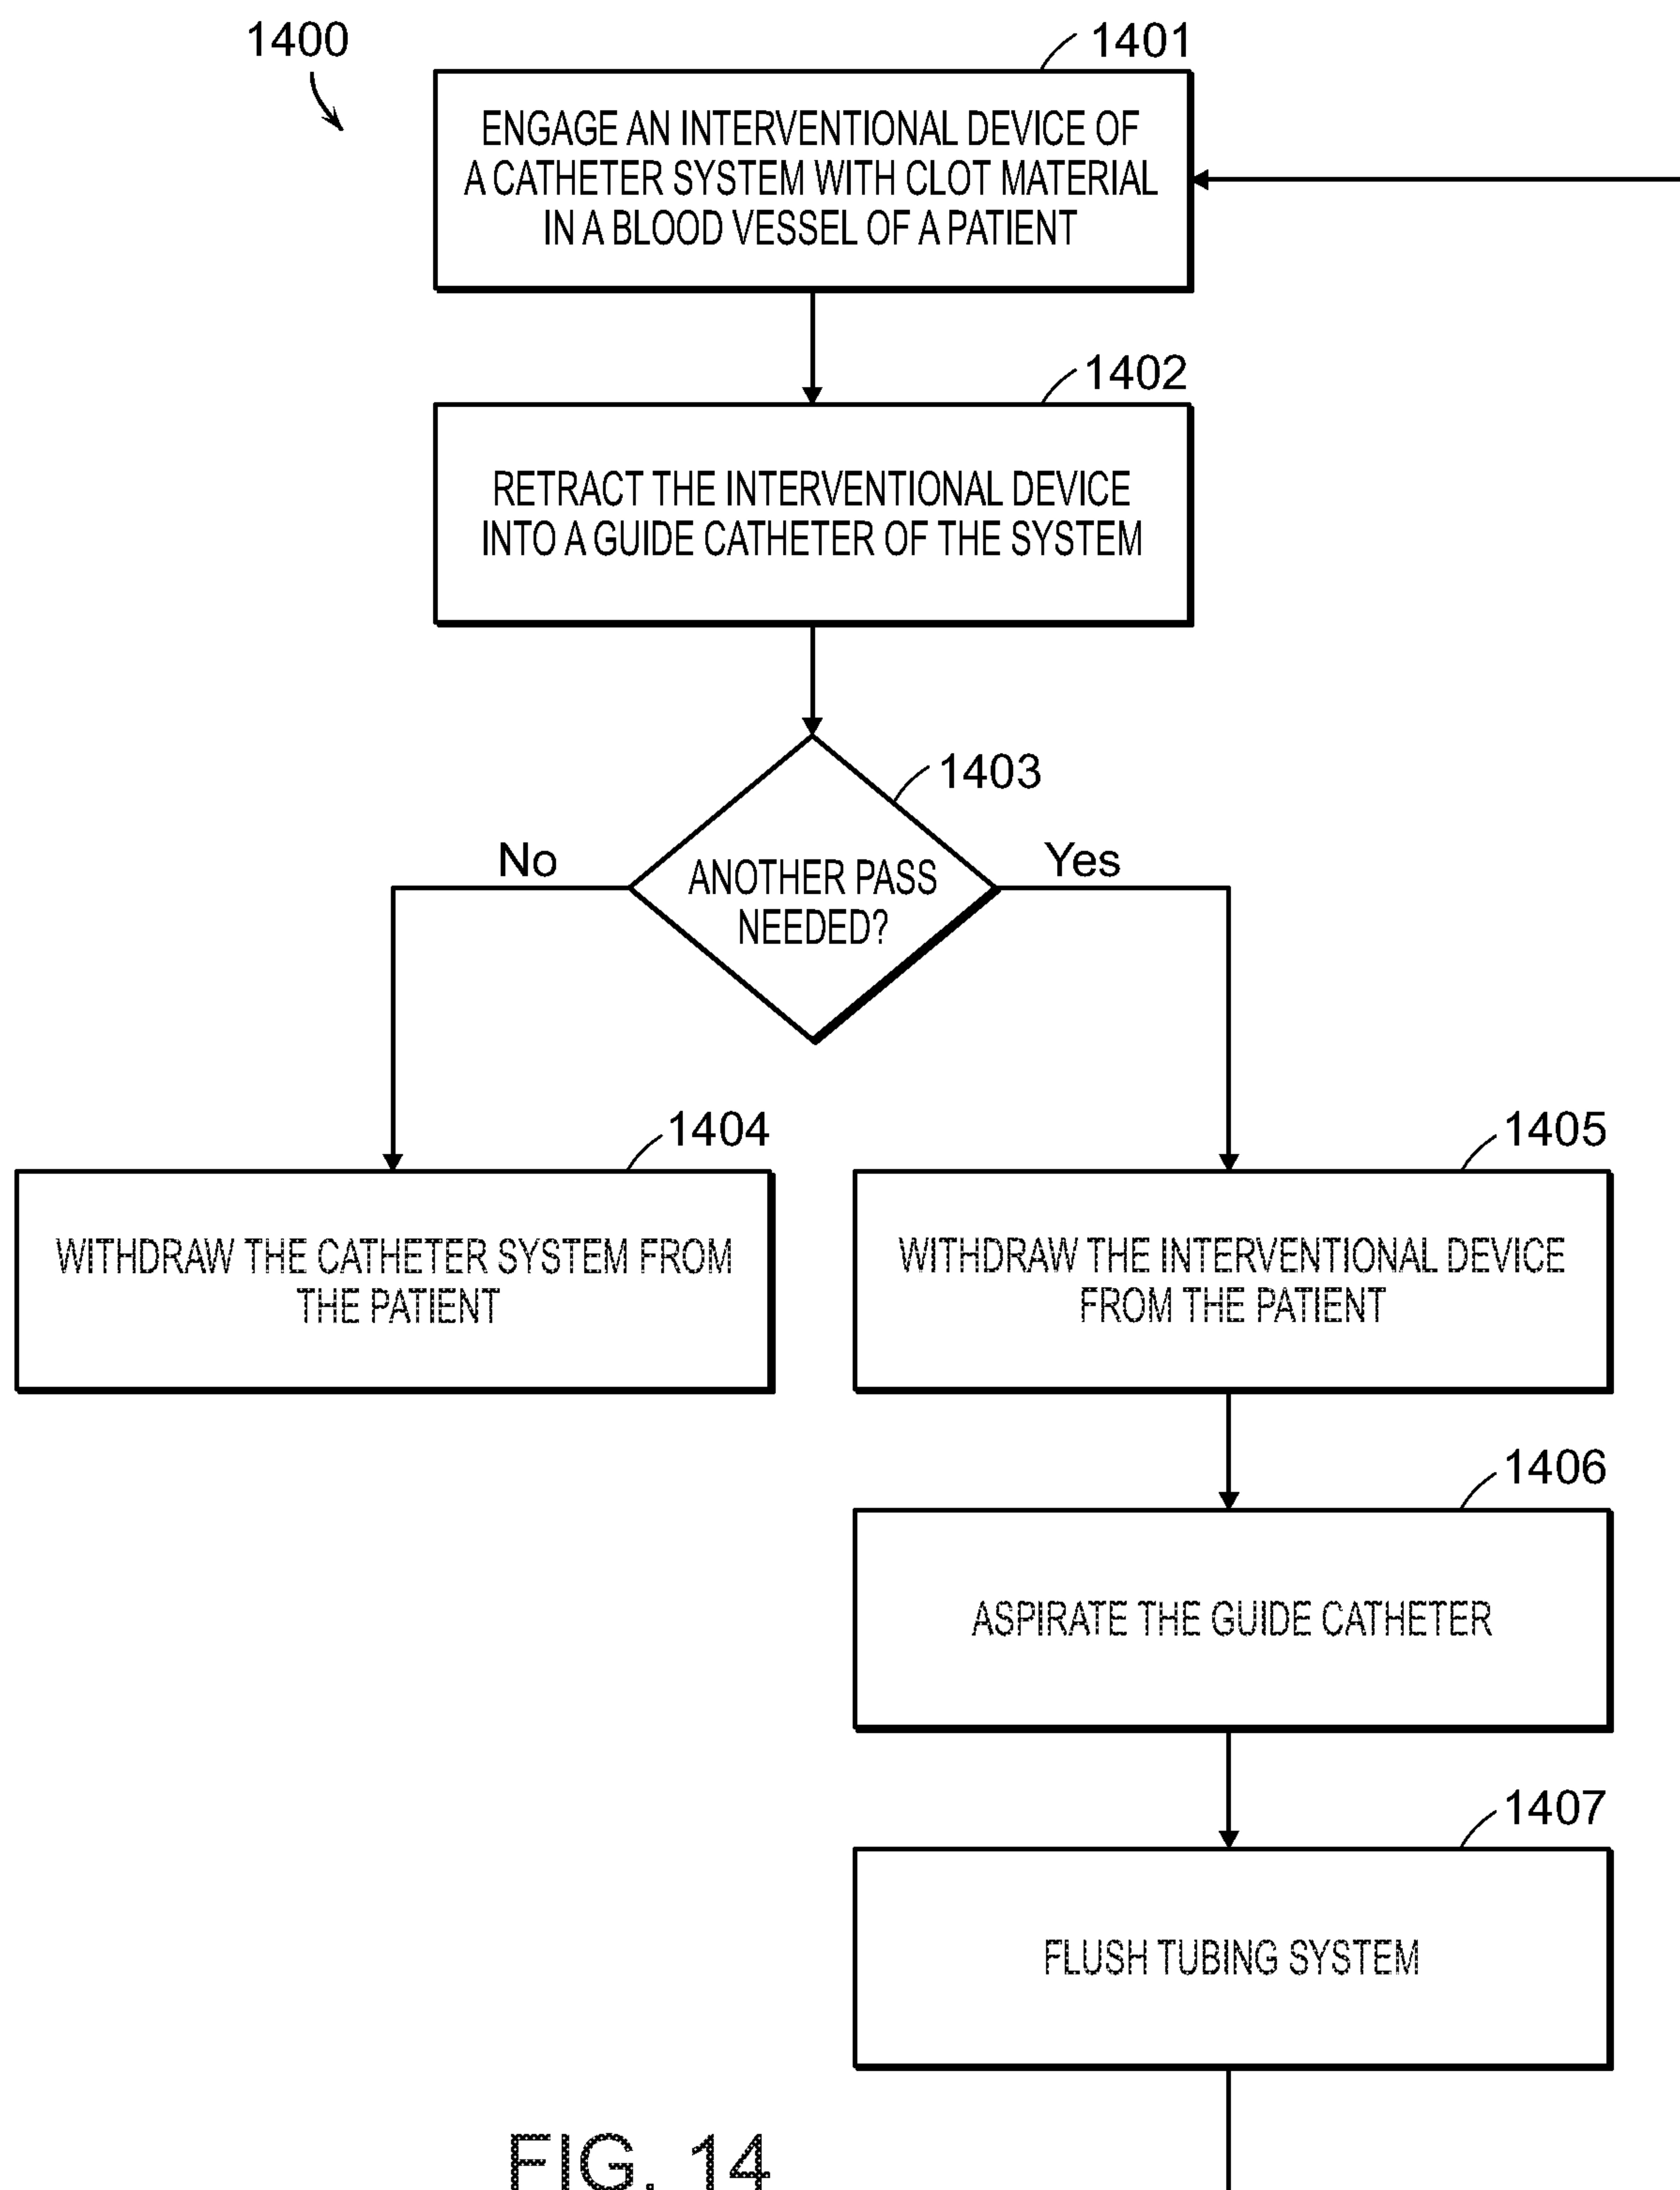 1400
1401
ENGAGE AN INTERVENTIONAL DEVICE OF
A CATHETER SYSTEM WITH CLOT MATERIAL
IN A BLOOD VESSEL OF A PATIENT
1402
RETRACT THE INTERVENTIONAL DEVICE
INTO A GUIDE CATHETER OF THE SYSTEM
1403
No
ANOTHER PASS
NEEDED?
Yes
1404
WITHDRAW THE CATHETER SYSTEM FROM
THE PATIENT
1405
WITHDRAW THE INTERVENTIONAL DEVICE
FROM THE PATIENT
1406
ASPIRATE THE GUIDE CATHETER
1407
FLUSH TUBING SYSTEM
FIG. 14